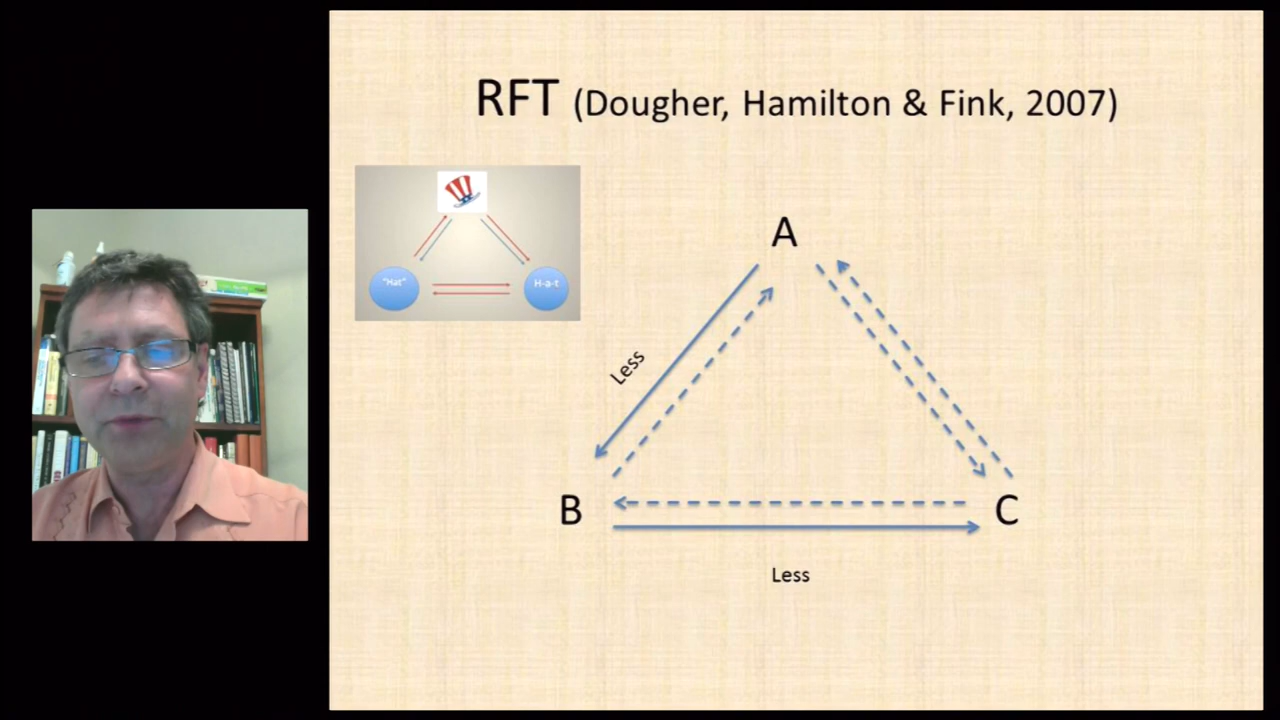 RFT (Dougher, Hamilton & Fink, 2007)
"Hat"
H-a-t
A
Less
B
C
Less